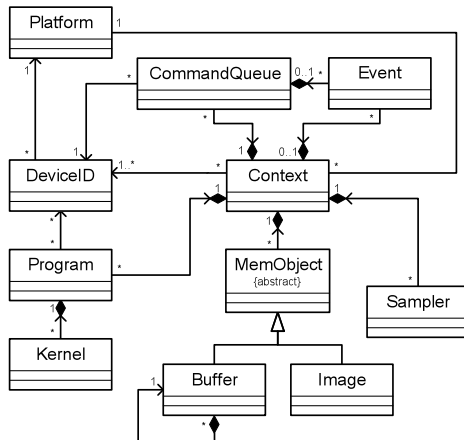 Platform
1
1
CommandQueue
0..1
*
Event
*
*
*
*
1
1..*
*
1
0..1
*
DeviceID
Context
*
1
1
1
*
*
*
Program
MemObject
{abstract}
*
1
*
Sampler
*
Kernel
Buffer
Image
1
*